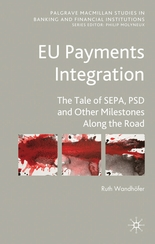 PALGRAVE MACMILLAN STUDIES IN
BANKING AND FINANCIAL INSTITUTIONS
SERIES EDITOR: PHILIP MOLYNEUX
EU Payments
Integration
The Tale of SEPA, PSD
and Other Milestones
Along the Road
Ruth Wandhöfer